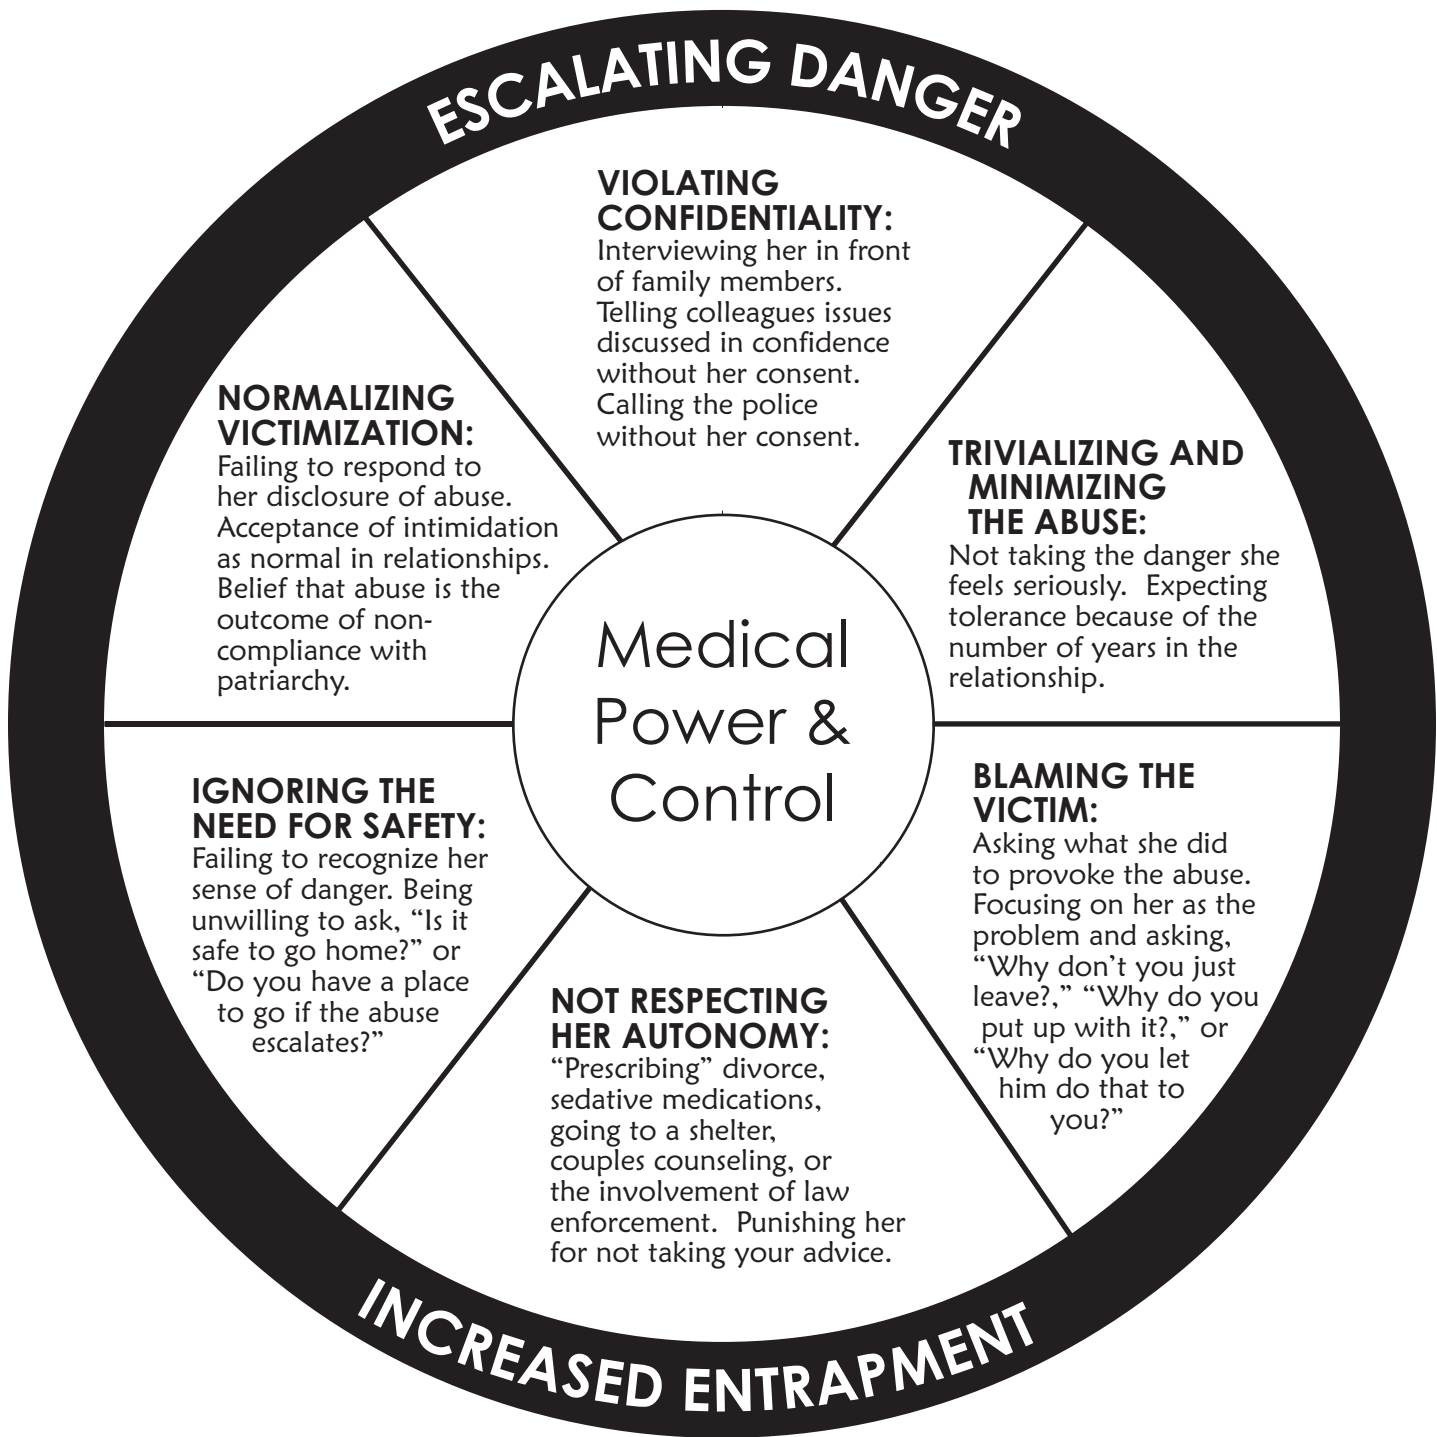 ESCALATING DANGER
VIOLATING
CONFIDENTIALITY:
Interviewing her in front
of family members.
Telling colleagues issues
discussed in confidence
without her consent.
Calling the police
without her consent.
TRIVIALIZING AND
MINIMIZING
THE ABUSE:
Not taking the danger she
feels seriously.  Expecting
tolerance because of the
number of years in the
relationship.
BLAMING THE
VICTIM:
Asking what she did
to provoke the abuse.
Focusing on her as the
problem and asking,
“Why don’t you just
leave?,” “Why do you
put up with it?,” or
“Why do you let
him do that to
you?”
NOT RESPECTING
HER AUTONOMY:
“Prescribing” divorce,
sedative medications,
going to a shelter,
couples counseling, or
the involvement of law
enforcement.  Punishing her
for not taking your advice.
IGNORING THE
NEED FOR SAFETY:
Failing to recognize her
sense of danger. Being
unwilling to ask, “Is it
safe to go home?” or
“Do you have a place
to go if the abuse
escalates?”
NORMALIZING
VICTIMIZATION:
Failing to respond to
her disclosure of abuse.
Acceptance of intimidation
as normal in relationships.
Belief that abuse is the
outcome of non-
compliance with
patriarchy.
Medical
Power &
Control
INCREASED ENTRAPMENT